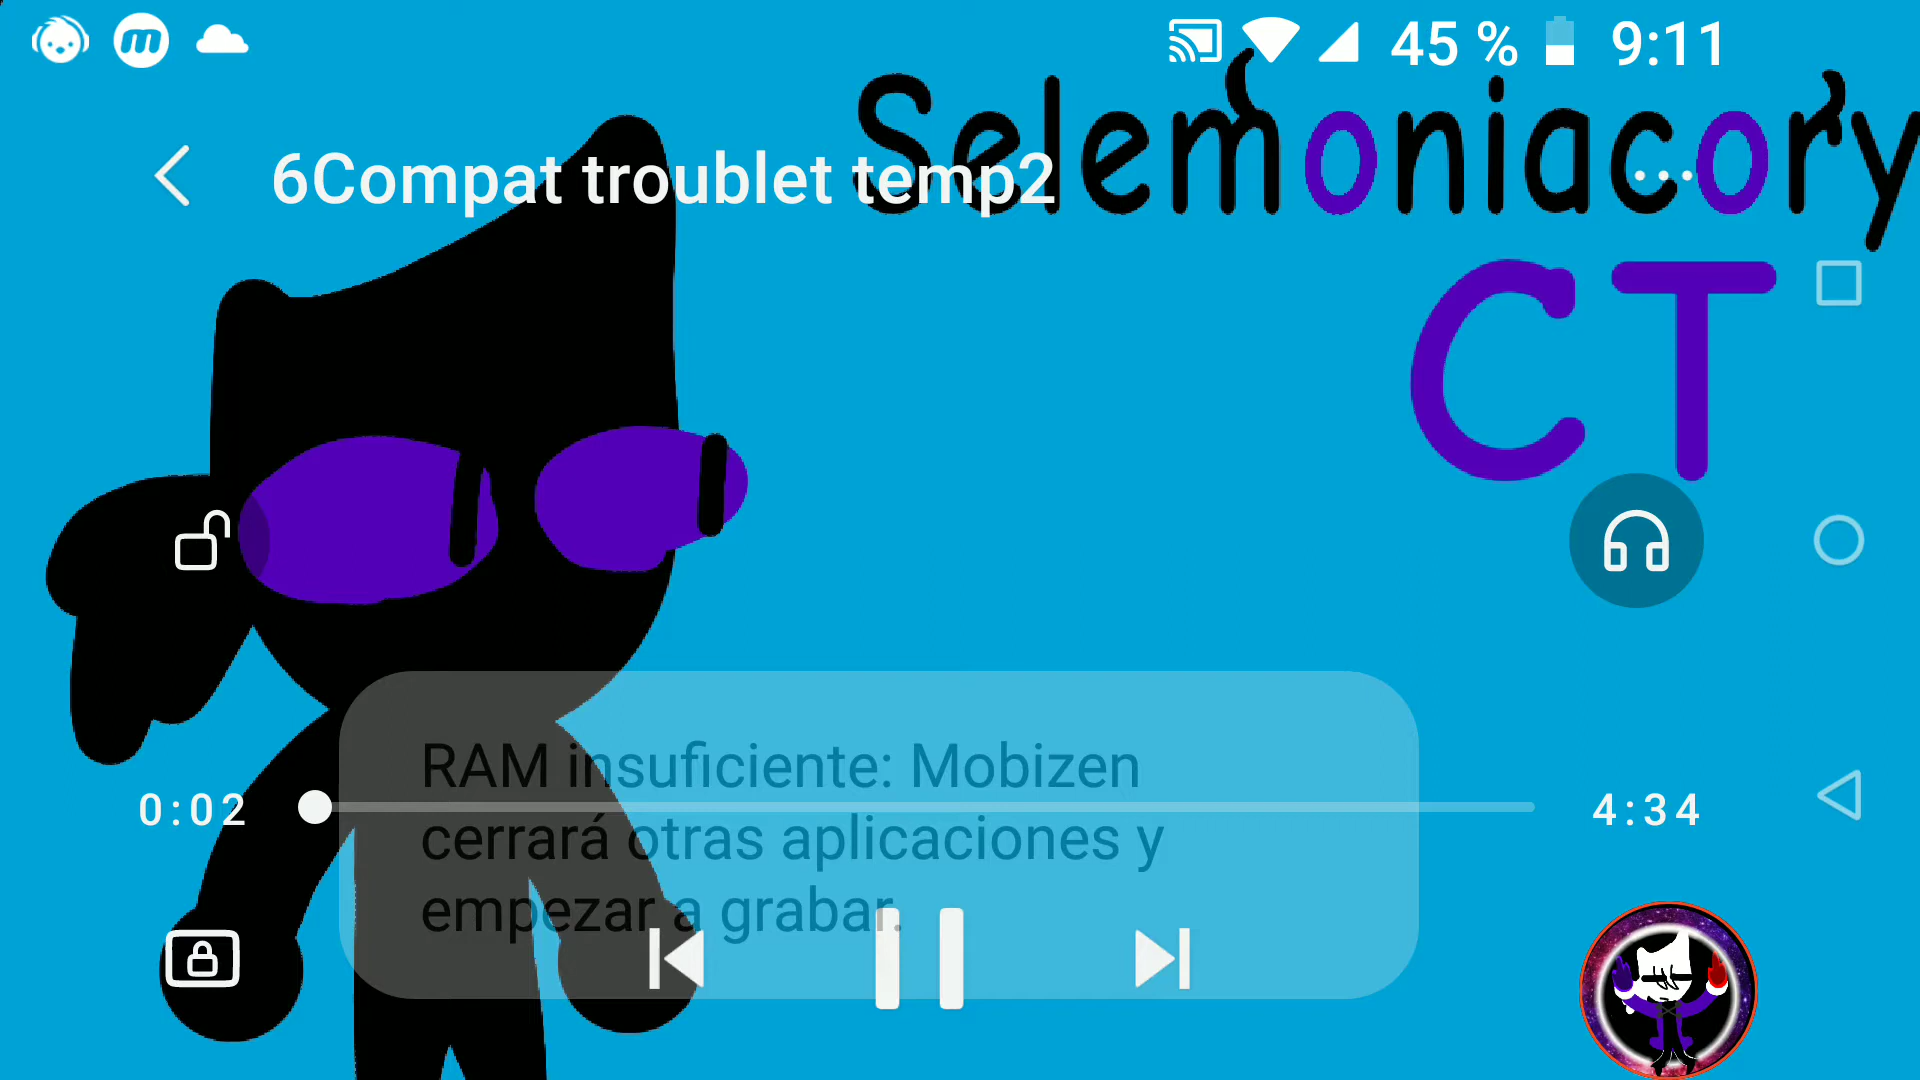 45 % 9:11
Selemoniacory
6Compat troublet temp2
CT
RAM insuficiente: Mobizen
cerrará otras aplicaciones y
empezar a grabar.
0:02
4:34